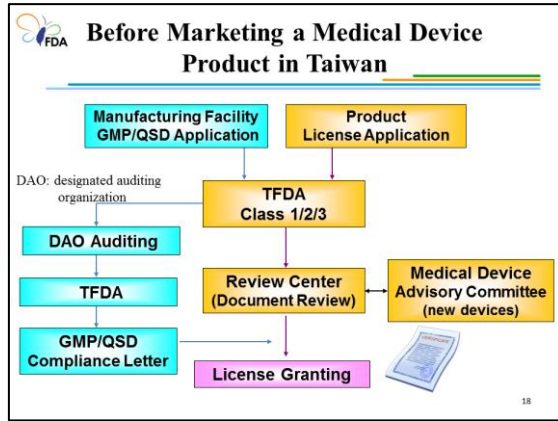 FDA
Before Marketing a Medical Device
Product in Taiwan
Manufacturing Facility
GMP/QSD Application
Product
License Application
DAO: designated auditing
organization
TFDA
Class 1/2/3
DAO Auditing
TFDA
Review Center
(Document Review)
Medical Device
Advisory Committee
(new devices)
GMP/QSD
Compliance Letter
License Granting
18